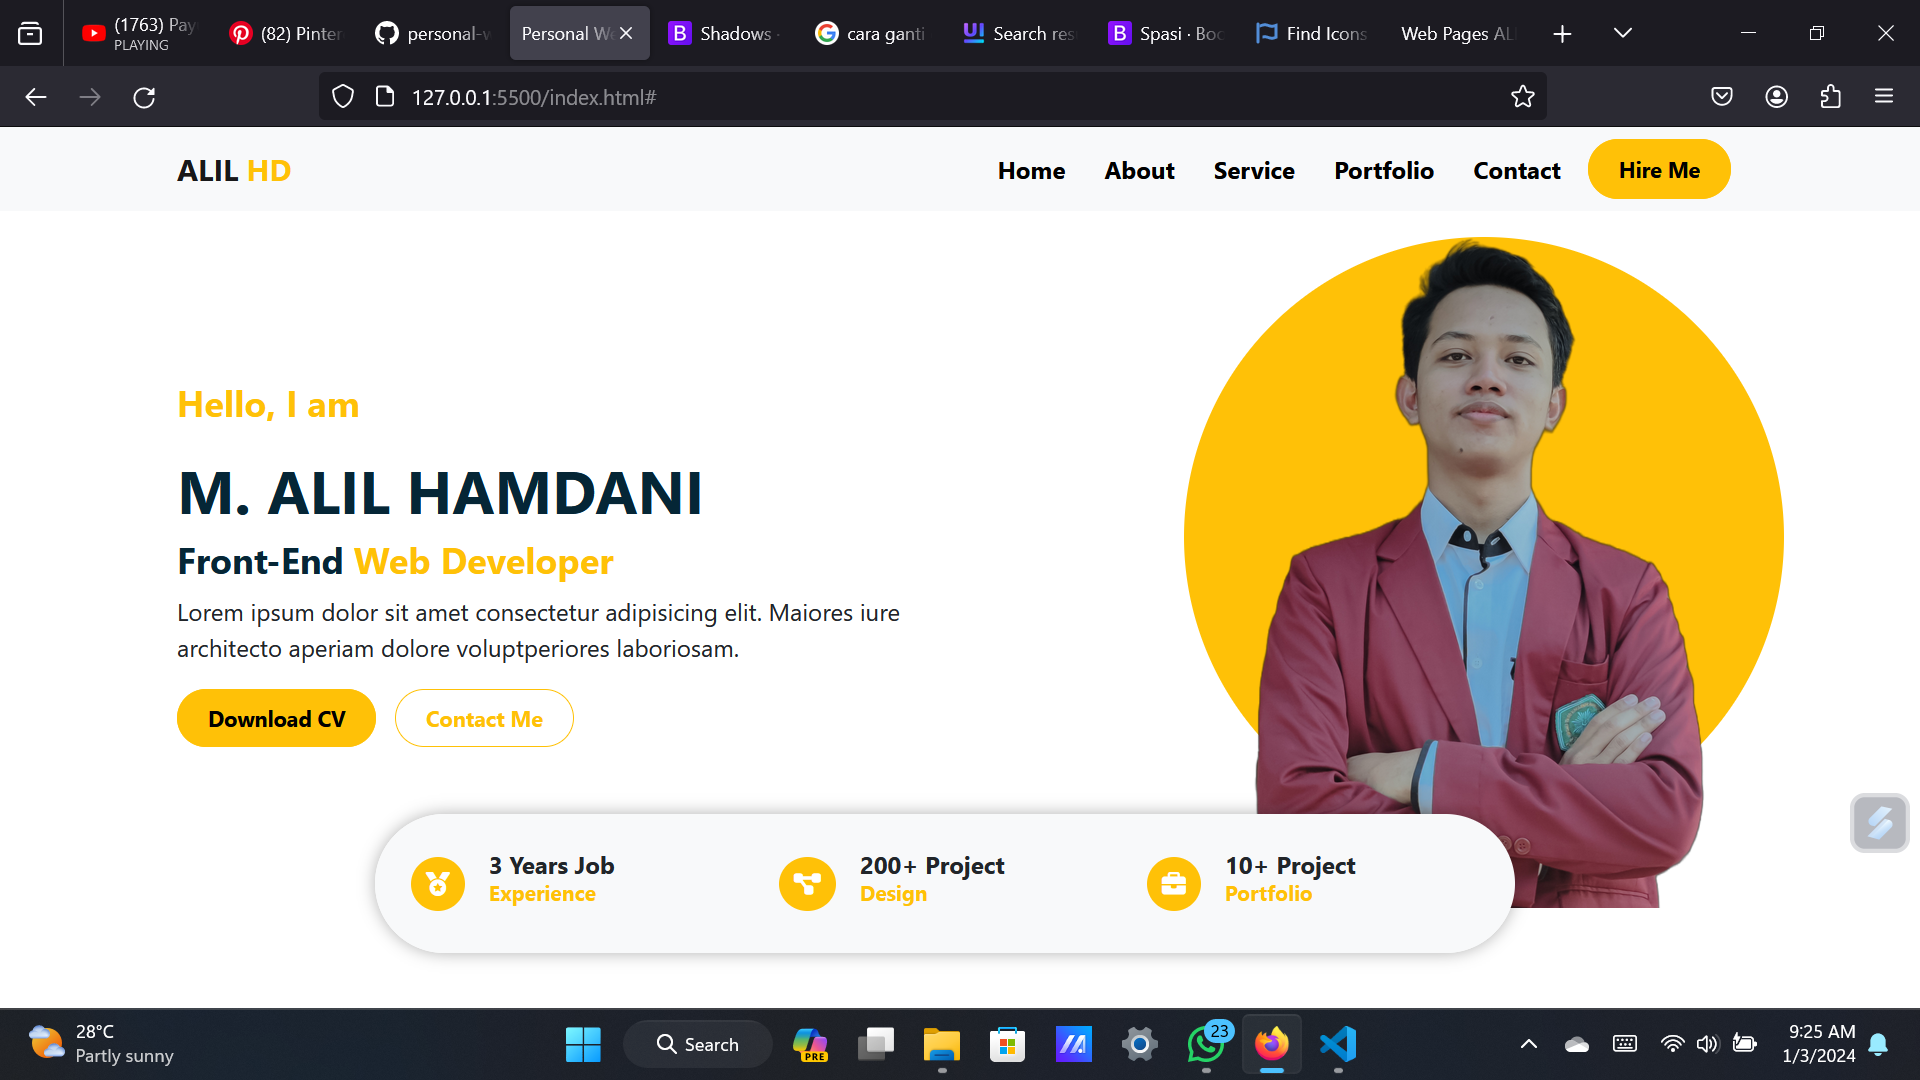 (1763) Pay
PLAYING
(82) Pinter
personal-w
Personal We
Shadows ·
cara ganti
Search res
Spasi · Boo
Find Icons
Web Pages AL
127.0.0.1:5500/index.html#
ALIL HD
Home
About
Service
Portfolio
Contact
Hire Me
Hello, I am
M. ALIL HAMDANI
Front-End Web Developer
Lorem ipsum dolor sit amet consectetur adipisicing elit. Maiores iure
architecto aperiam dolore voluptperiores laboriosam.
Download CV
Contact Me
3 Years Job
Experience
200+ Project
Design
10+ Project
Portfolio
28°C
Partly sunny
Search
PRE
23
9:25 AM
1/3/2024